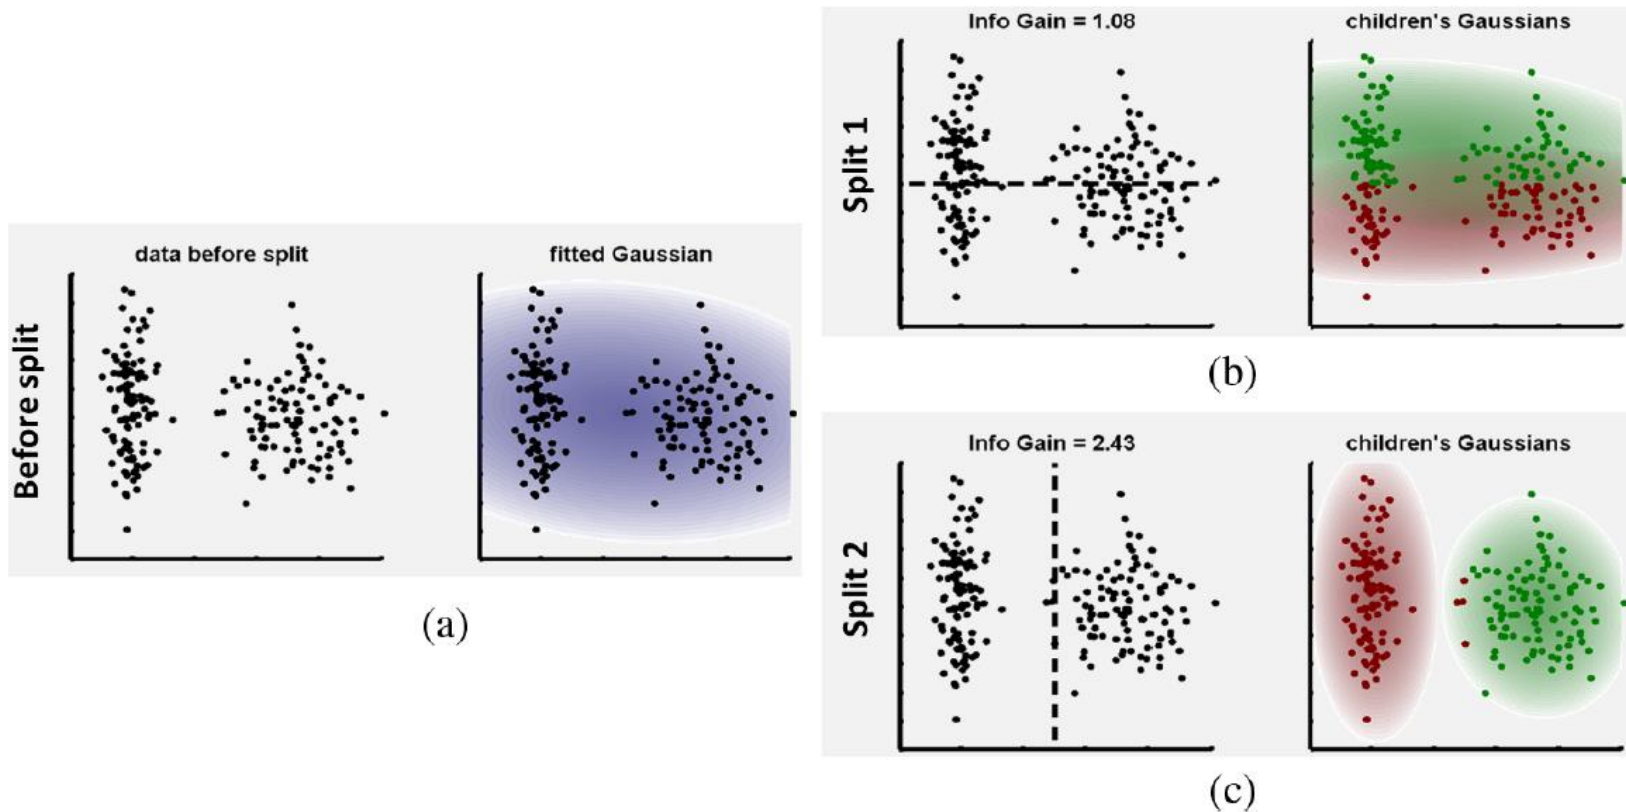 Before split
data before split
fitted Gaussian
(a)
Split 1
Info Gain = 1.08
children's Gaussians
(b)
Split 2
Info Gain = 2.43
children's Gaussians
(c)